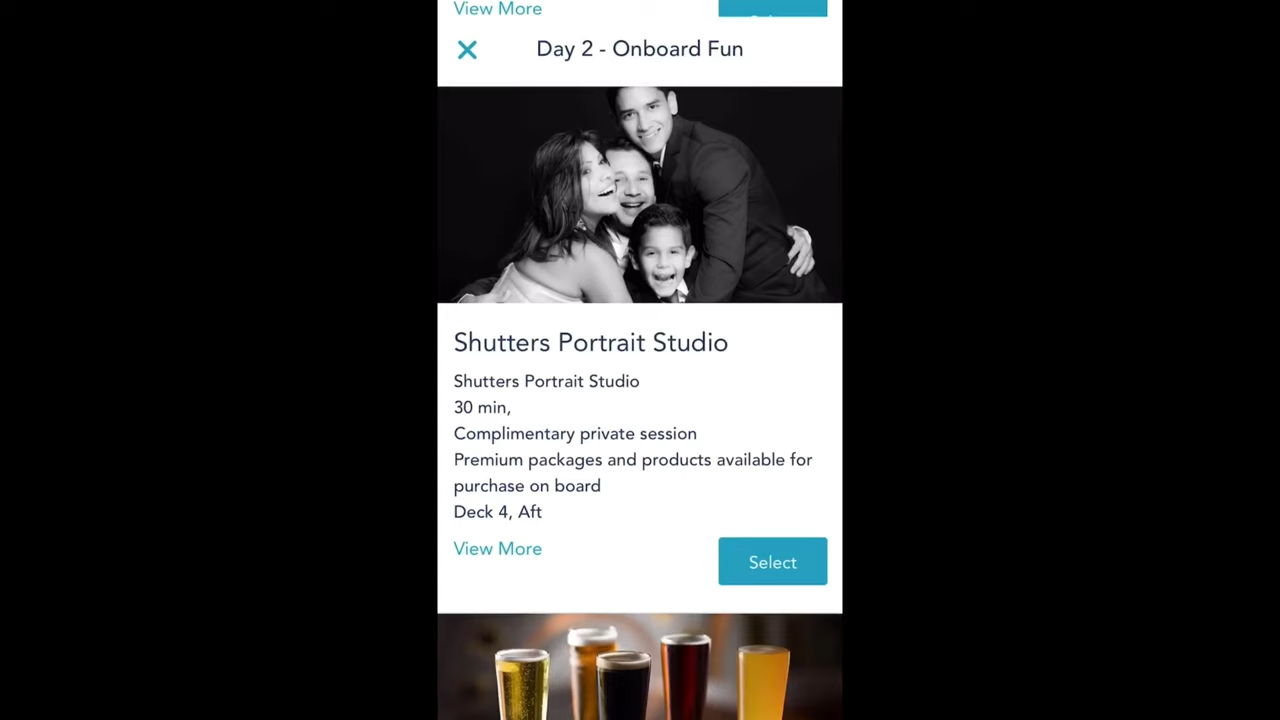 View More
Day 2 - Onboard Fun
Shutters Portrait Studio
Shutters Portrait Studio
30 min,
Complimentary private session
Premium packages and products available for
purchase on board
Deck 4, Aft
View More
Select